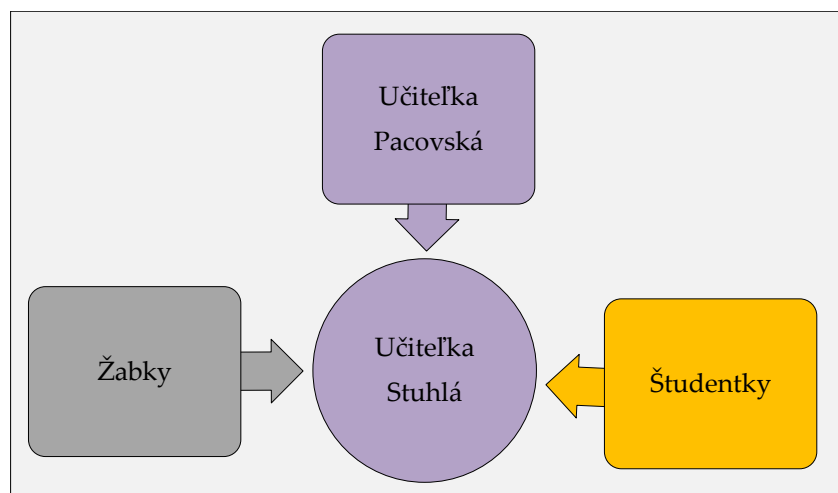 Učiteľka
Pacovská
Žabky
Učiteľka
Stuhlá
Študentky